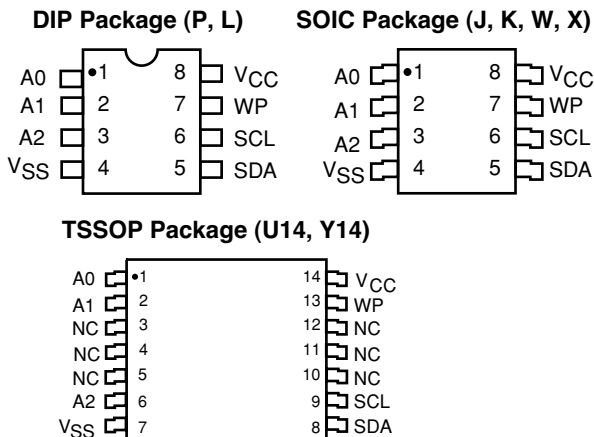 DIP Package (P, L)
A0 1 8 VCC
A1 2 7 WP
A2 3 6 SCL
VSS 4 5 SDA
SOIC Package (J, K, W, X)
A0 1 8 VCC
A1 2 7 WP
A2 3 6 SCL
VSS 4 5 SDA
TSSOP Package (U14, Y14)
A0 1 14 VCC
A1 2 13 WP
NC 3 12 NC
NC 4 11 NC
NC 5 10 NC
A2 6 9 SCL
VSS 7 8 SDA